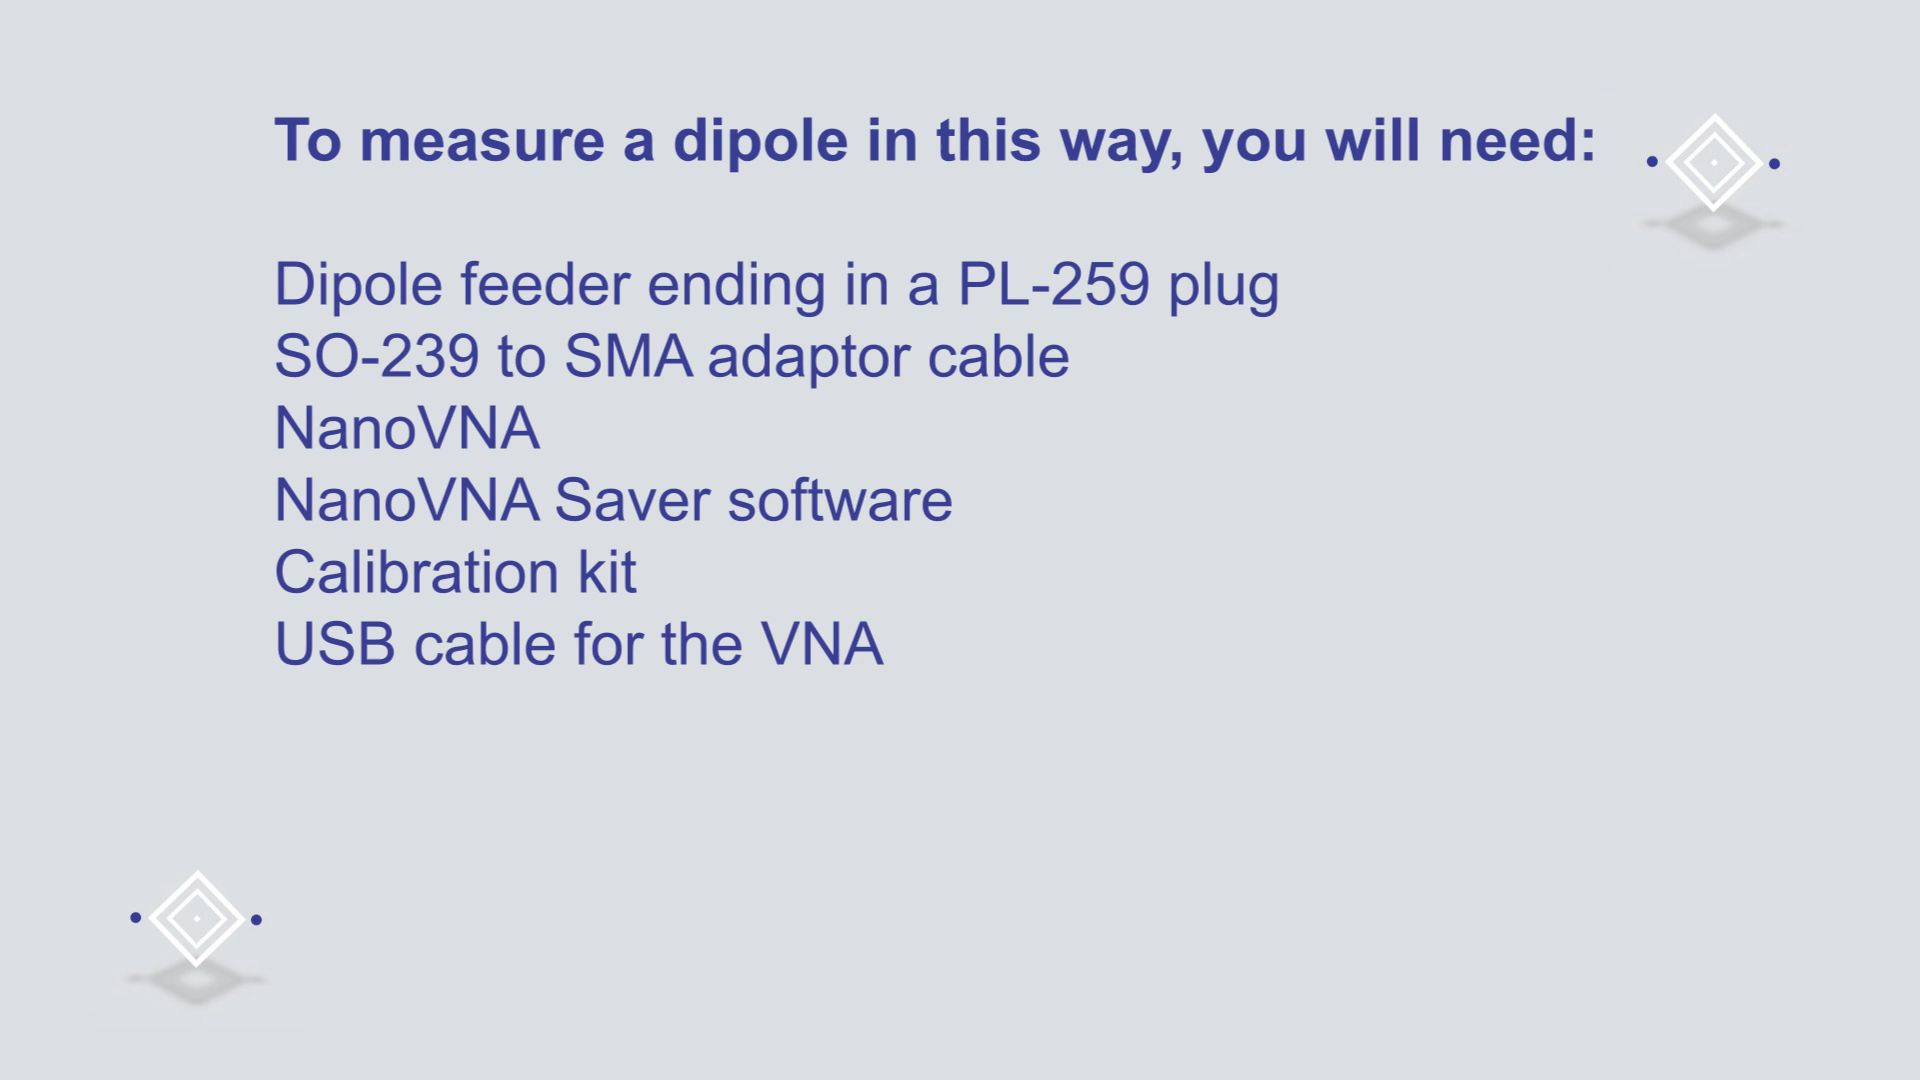 To measure a dipole in this way, you will need:
Dipole feeder ending in a PL-259 plug
SO-239 to SMA adaptor cable
NanoVNA
NanoVNA Saver software
Calibration kit
USB cable for the VNA